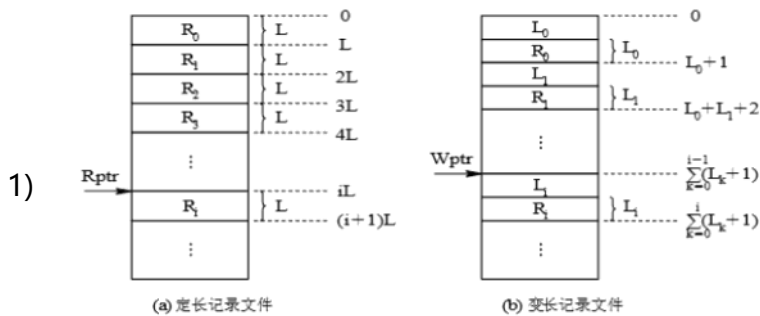 0
R₀ L
L
R₁ L
2L
R₂ L
3L
R₃ L
4L
⋮
1)
Rptr
iL
Rᵢ L
(i+1)L
⋮
(a) 定长记录文件
0
L₀
R₀ L₀
L₀+1
L₁
R₁ L₁
L₀+L₁+2
⋮
Wptr
i−1
∑(Lₖ+1)
k=0
Lᵢ
Rᵢ Lᵢ
i
∑(Lₖ+1)
k=0
⋮
(b) 变长记录文件